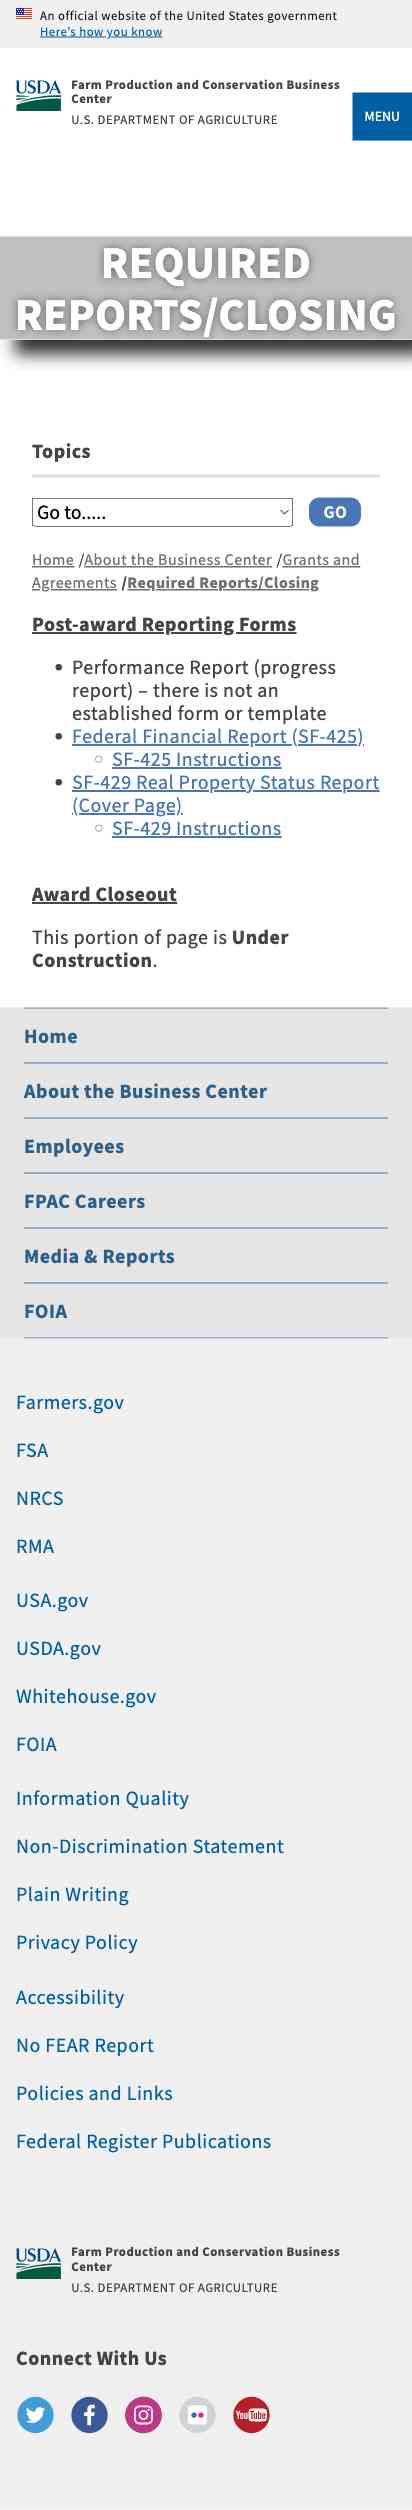 An official website of the United States government
Here's how you know
USDA
Farm Production and Conservation Business
Center
U.S. DEPARTMENT OF AGRICULTURE
MENU
REQUIRED
REPORTS/CLOSING
Topics
Go to.....
GO
Home /About the Business Center /Grants and
Agreements /Required Reports/Closing
Post-award Reporting Forms
Performance Report (progress
report) – there is not an
established form or template
Federal Financial Report (SF-425)
SF-425 Instructions
SF-429 Real Property Status Report
(Cover Page)
SF-429 Instructions
Award Closeout
This portion of page is Under
Construction.
Home
About the Business Center
Employees
FPAC Careers
Media & Reports
FOIA
Farmers.gov
FSA
NRCS
RMA
USA.gov
USDA.gov
Whitehouse.gov
FOIA
Information Quality
Non-Discrimination Statement
Plain Writing
Privacy Policy
Accessibility
No FEAR Report
Policies and Links
Federal Register Publications
USDA
Farm Production and Conservation Business
Center
U.S. DEPARTMENT OF AGRICULTURE
Connect With Us
YouTube